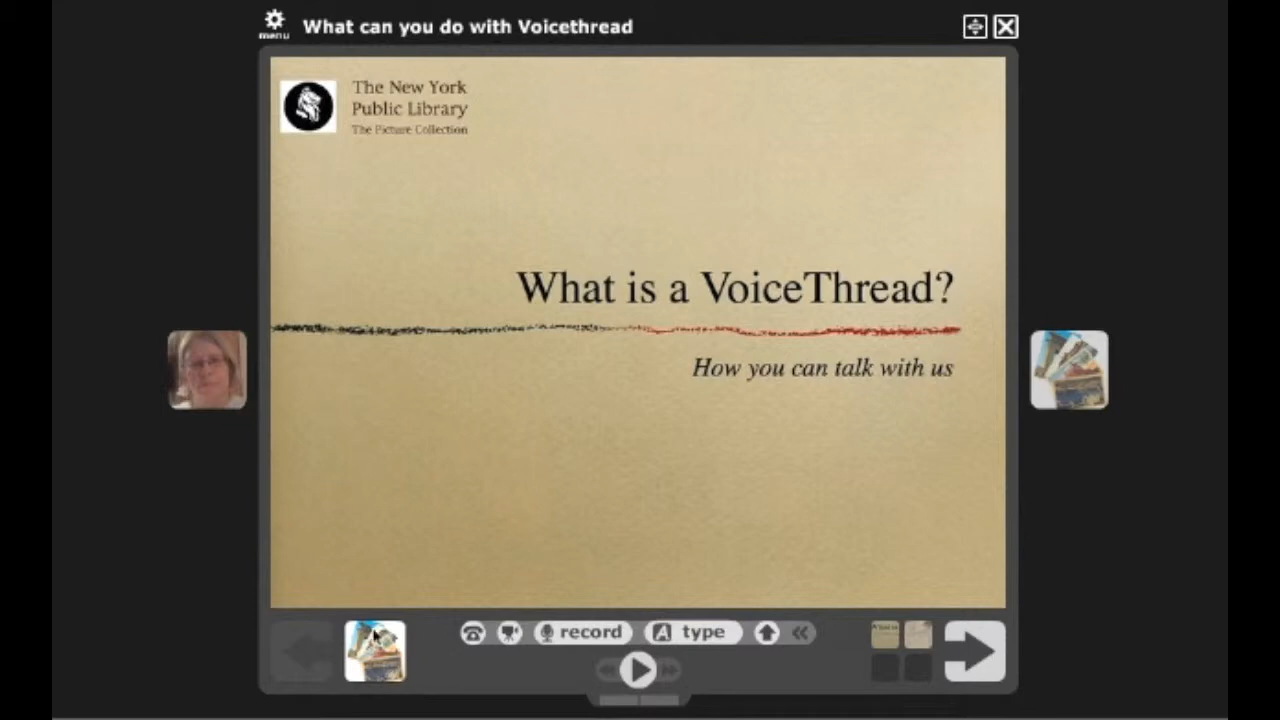 menu
What can you do with Voicethread
The New York
Public Library
The Picture Collection
What is a VoiceThread?
How you can talk with us
record
A type